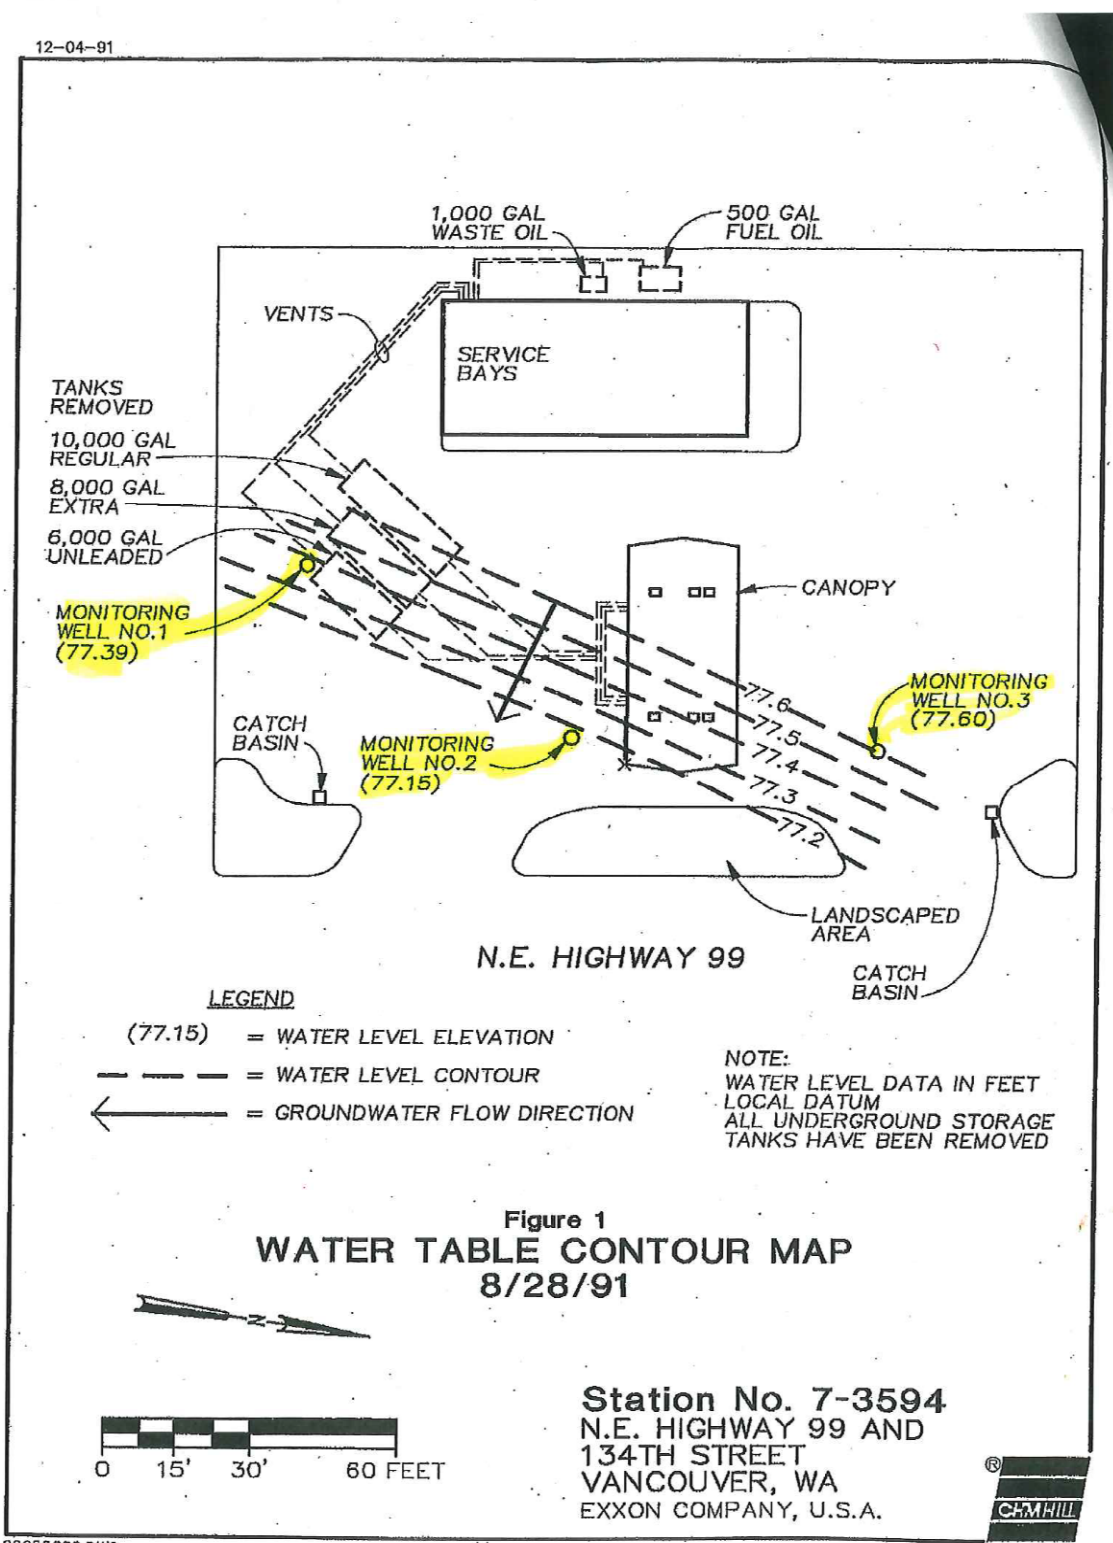 12-04-91
1,000 GAL
WASTE OIL
500 GAL
FUEL OIL
VENTS
SERVICE
BAYS
TANKS
REMOVED
10,000 GAL
REGULAR
8,000 GAL
EXTRA
6,000 GAL
UNLEADED
CANOPY
MONITORING
WELL NO.1
(77.39)
MONITORING
WELL NO.3
(77.60)
77.6
77.5
77.4
77.3
77.2
CATCH
BASIN
MONITORING
WELL NO.2
(77.15)
LANDSCAPED
AREA
N.E. HIGHWAY 99
CATCH
BASIN
LEGEND
(77.15) = WATER LEVEL ELEVATION
= WATER LEVEL CONTOUR
= GROUNDWATER FLOW DIRECTION
NOTE:
WATER LEVEL DATA IN FEET
LOCAL DATUM
ALL UNDERGROUND STORAGE
TANKS HAVE BEEN REMOVED
Figure 1
WATER TABLE CONTOUR MAP
8/28/91
N
0 15' 30' 60 FEET
Station No. 7-3594
N.E. HIGHWAY 99 AND
134TH STREET
VANCOUVER, WA
EXXON COMPANY, U.S.A.
®
CH2M HILL